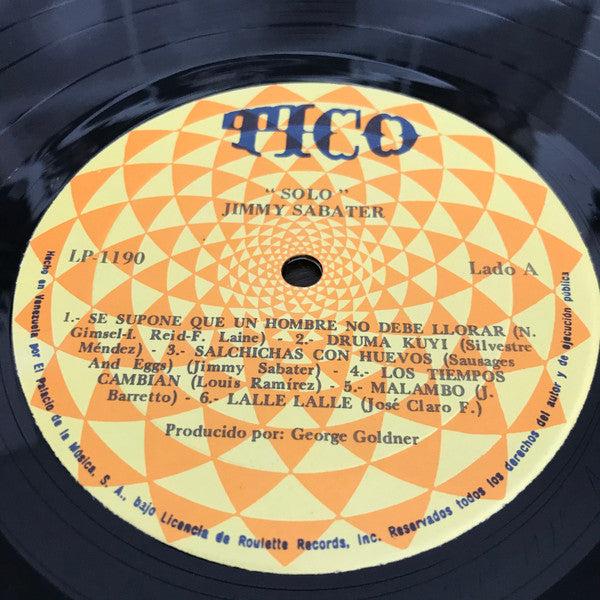 TICO
"SOLO"
JIMMY SABATER
LP-1190
Lado A
1.- SE SUPONE QUE UN HOMBRE NO DEBE LLORAR (N.
Gimsel-I. Reid-F. Laine) - 2.- DRUMA KUYI (Silvestre
Méndez) - 3.- SALCHICHAS CON HUEVOS (Sausages
And Eggs) (Jimmy Sabater) - 4.- LOS TIEMPOS
CAMBIAN (Louis Ramírez) - 5.- MALAMBO (J.
Barretto) - 6.- LALLE LALLE (José Claro F.)
Producido por: George Goldner
Hecho en Venezuela por El Palacio de la Música, S. A., bajo Licencia de Roulette Records, Inc. Reservados todos los derechos del autor y de ejecución pública